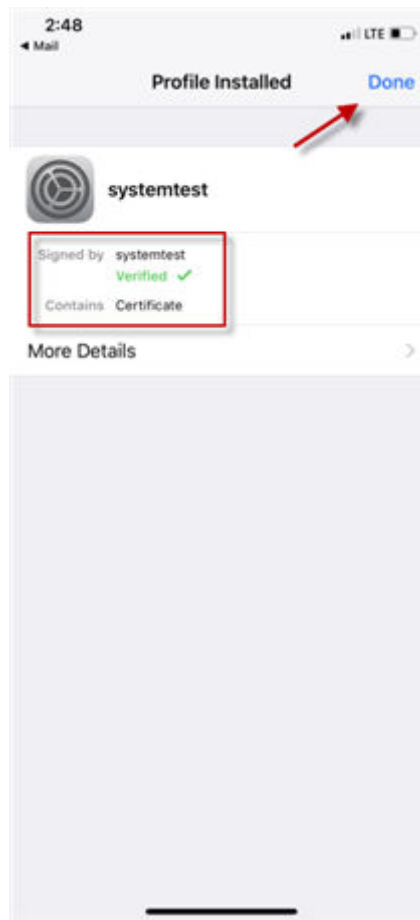 2:48
◀ Mail
LTE
Profile Installed
Done
systemtest
Signed by systemtest
Verified ✓
Contains Certificate
More Details